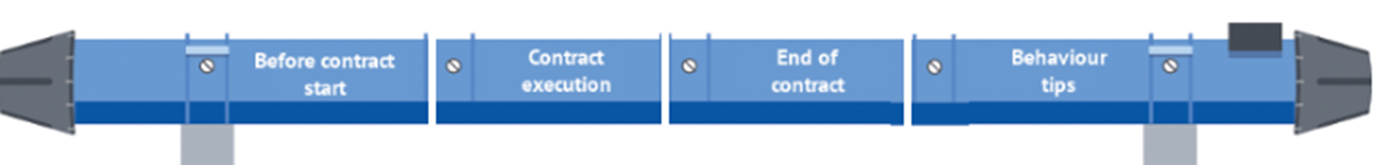 Before contract
start
Contract
execution
End of
contract
Behaviour
tips